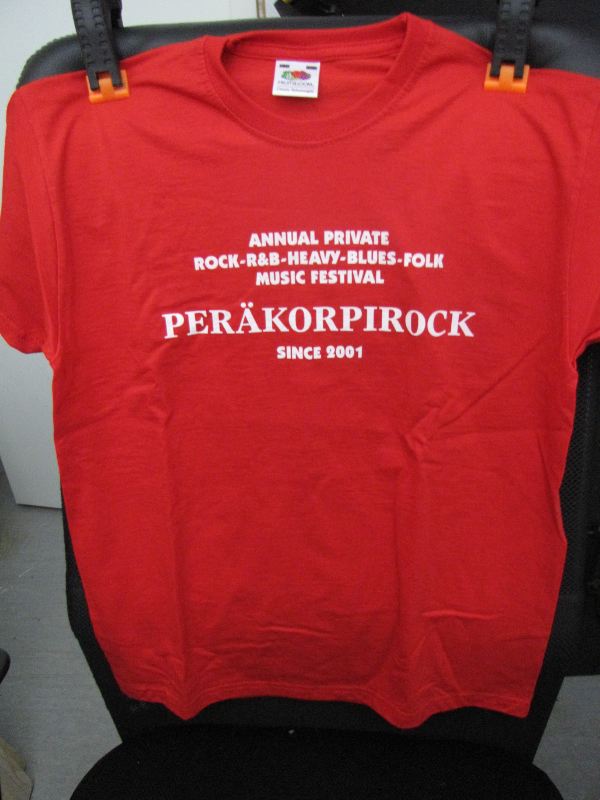 ANNUAL PRIVATE
ROCK-R&B-HEAVY-BLUES-FOLK
MUSIC FESTIVAL
PERÄKORPIROCK
SINCE 2001